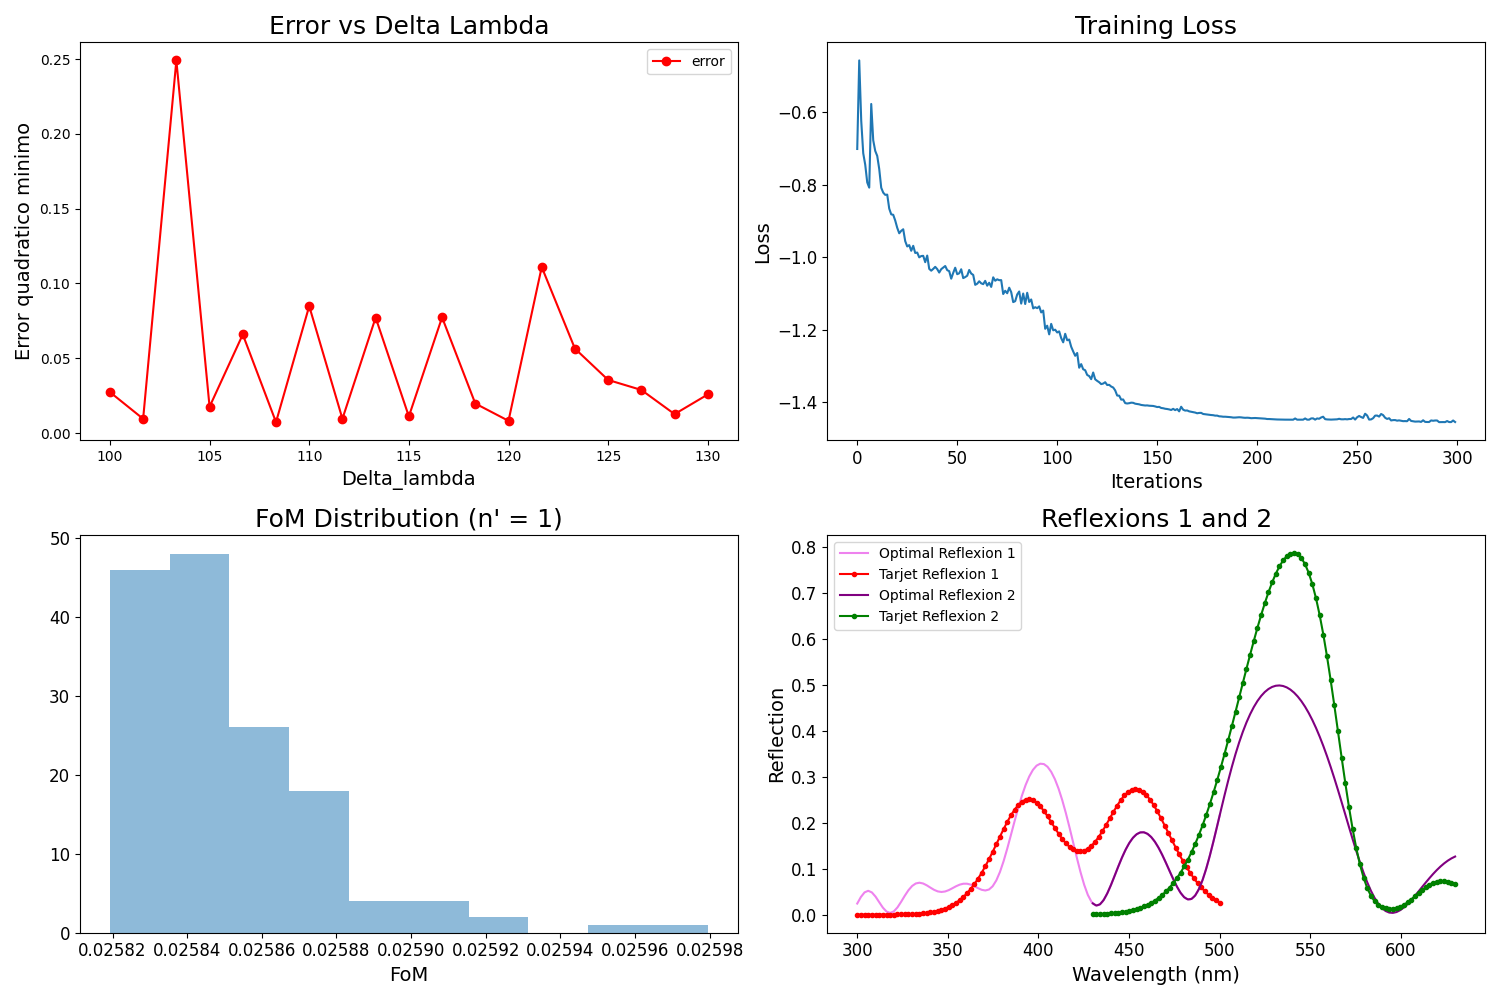 Error vs Delta Lambda
error
Error quadratico minimo
0.25
0.20
0.15
0.10
0.05
0.00
100 105 110 115 120 125 130
Delta_lambda
Training Loss
Loss
−0.6
−0.8
−1.0
−1.2
−1.4
0 50 100 150 200 250 300
Iterations
FoM Distribution (n' = 1)
50
40
30
20
10
0
0.02582 0.02584 0.02586 0.02588 0.02590 0.02592 0.02594 0.02596 0.02598
FoM
Reflexions 1 and 2
Optimal Reflexion 1
Tarjet Reflexion 1
Optimal Reflexion 2
Tarjet Reflexion 2
Reflection
0.8
0.7
0.6
0.5
0.4
0.3
0.2
0.1
0.0
300 350 400 450 500 550 600
Wavelength (nm)